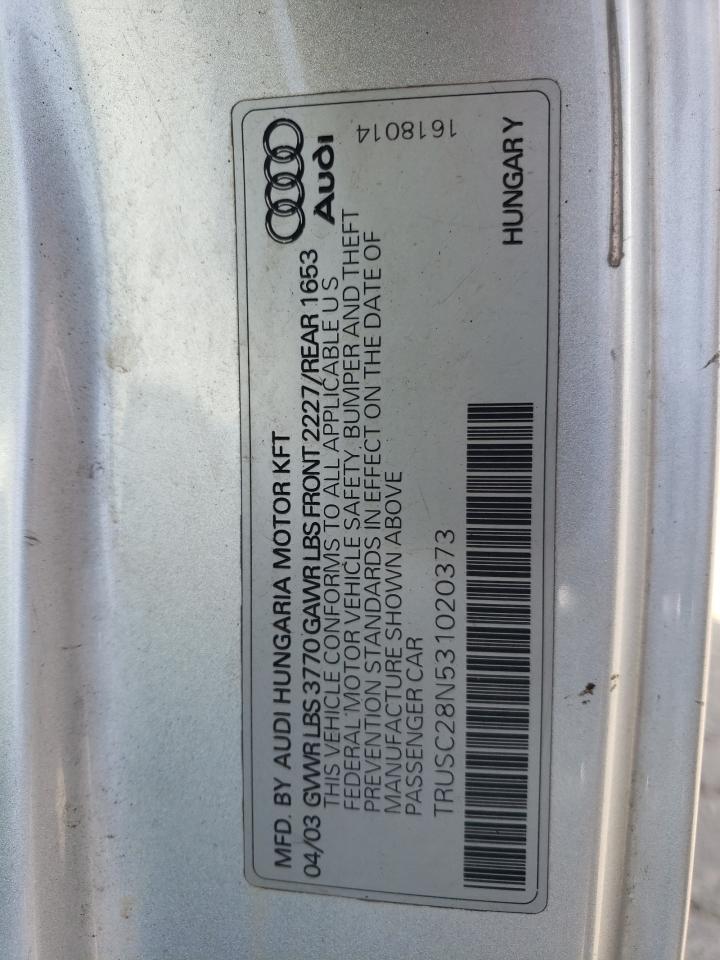 MFD. BY AUDI HUNGARIA MOTOR KFT
04/03 GVWR LBS 3770 GAWR LBS FRONT 2227/REAR 1653
THIS VEHICLE CONFORMS TO ALL APPLICABLE U S
FEDERAL MOTOR VEHICLE SAFETY, BUMPER AND THEFT
PREVENTION STANDARDS IN EFFECT ON THE DATE OF
MANUFACTURE SHOWN ABOVE
PASSENGER CAR
TRUSC28N531020373
Audi
1618014
HUNGARY